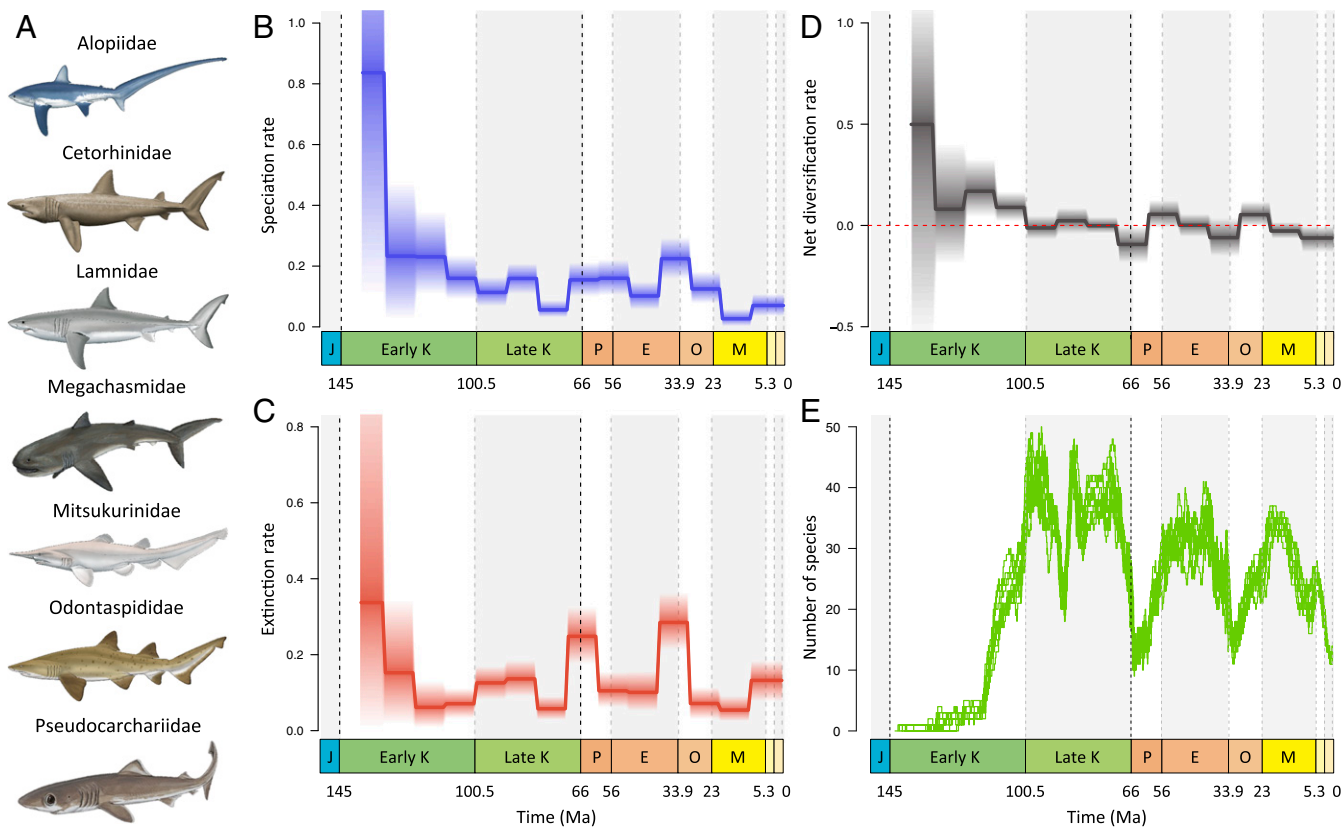 A
Alopiidae
Cetorhinidae
Lamnidae
Megachasmidae
Mitsukurinidae
Odontaspididae
Pseudocarchariidae
B
Speciation rate
1.0
0.8
0.6
0.4
0.2
0.0
J Early K Late K P E O M
145 100.5 66 56 33.9 23 5.3 0
C
Extinction rate
0.8
0.6
0.4
0.2
0.0
J Early K Late K P E O M
145 100.5 66 56 33.9 23 5.3 0
Time (Ma)
D
Net diversification rate
1.0
0.5
0.0
−0.5
J Early K Late K P E O M
145 100.5 66 56 33.9 23 5.3 0
E
Number of species
50
40
30
20
10
0
J Early K Late K P E O M
145 100.5 66 56 33.9 23 5.3 0
Time (Ma)